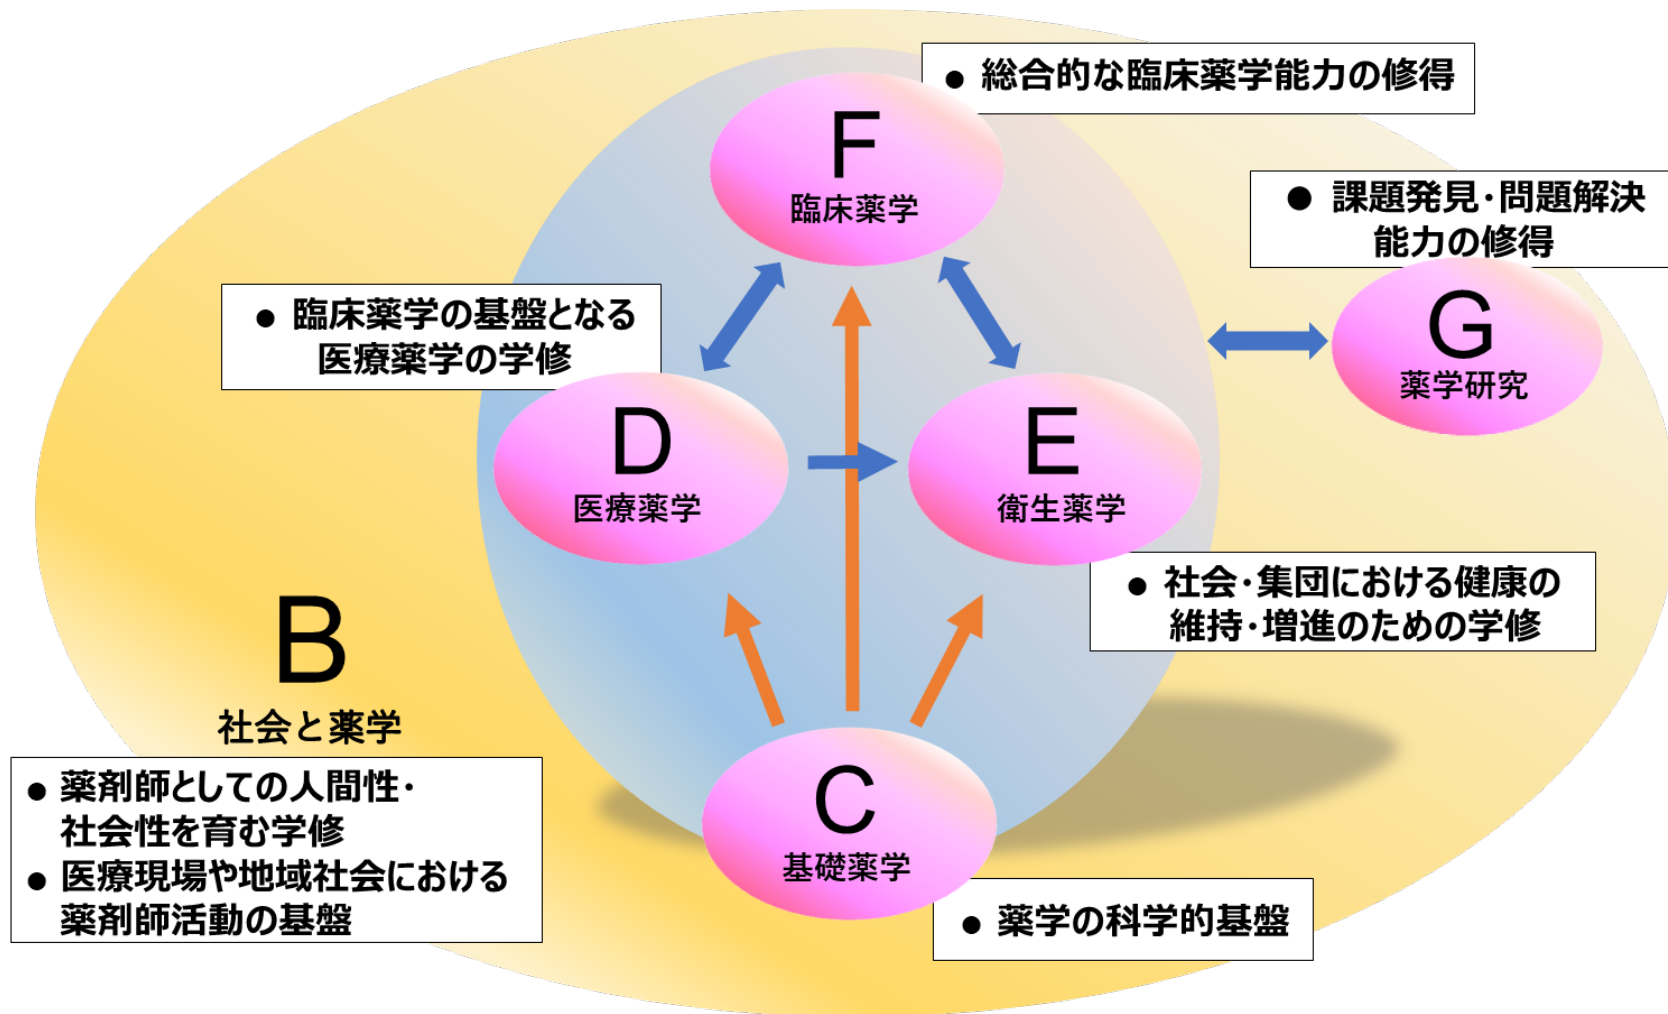 ● 総合的な臨床薬学能力の修得
F
臨床薬学
● 課題発見・問題解決
能力の修得
G
薬学研究
● 臨床薬学の基盤となる
医療薬学の学修
D
医療薬学
E
衛生薬学
● 社会・集団における健康の
維持・増進のための学修
B
社会と薬学
● 薬剤師としての人間性・
社会性を育む学修
● 医療現場や地域社会における
薬剤師活動の基盤
C
基礎薬学
● 薬学の科学的基盤